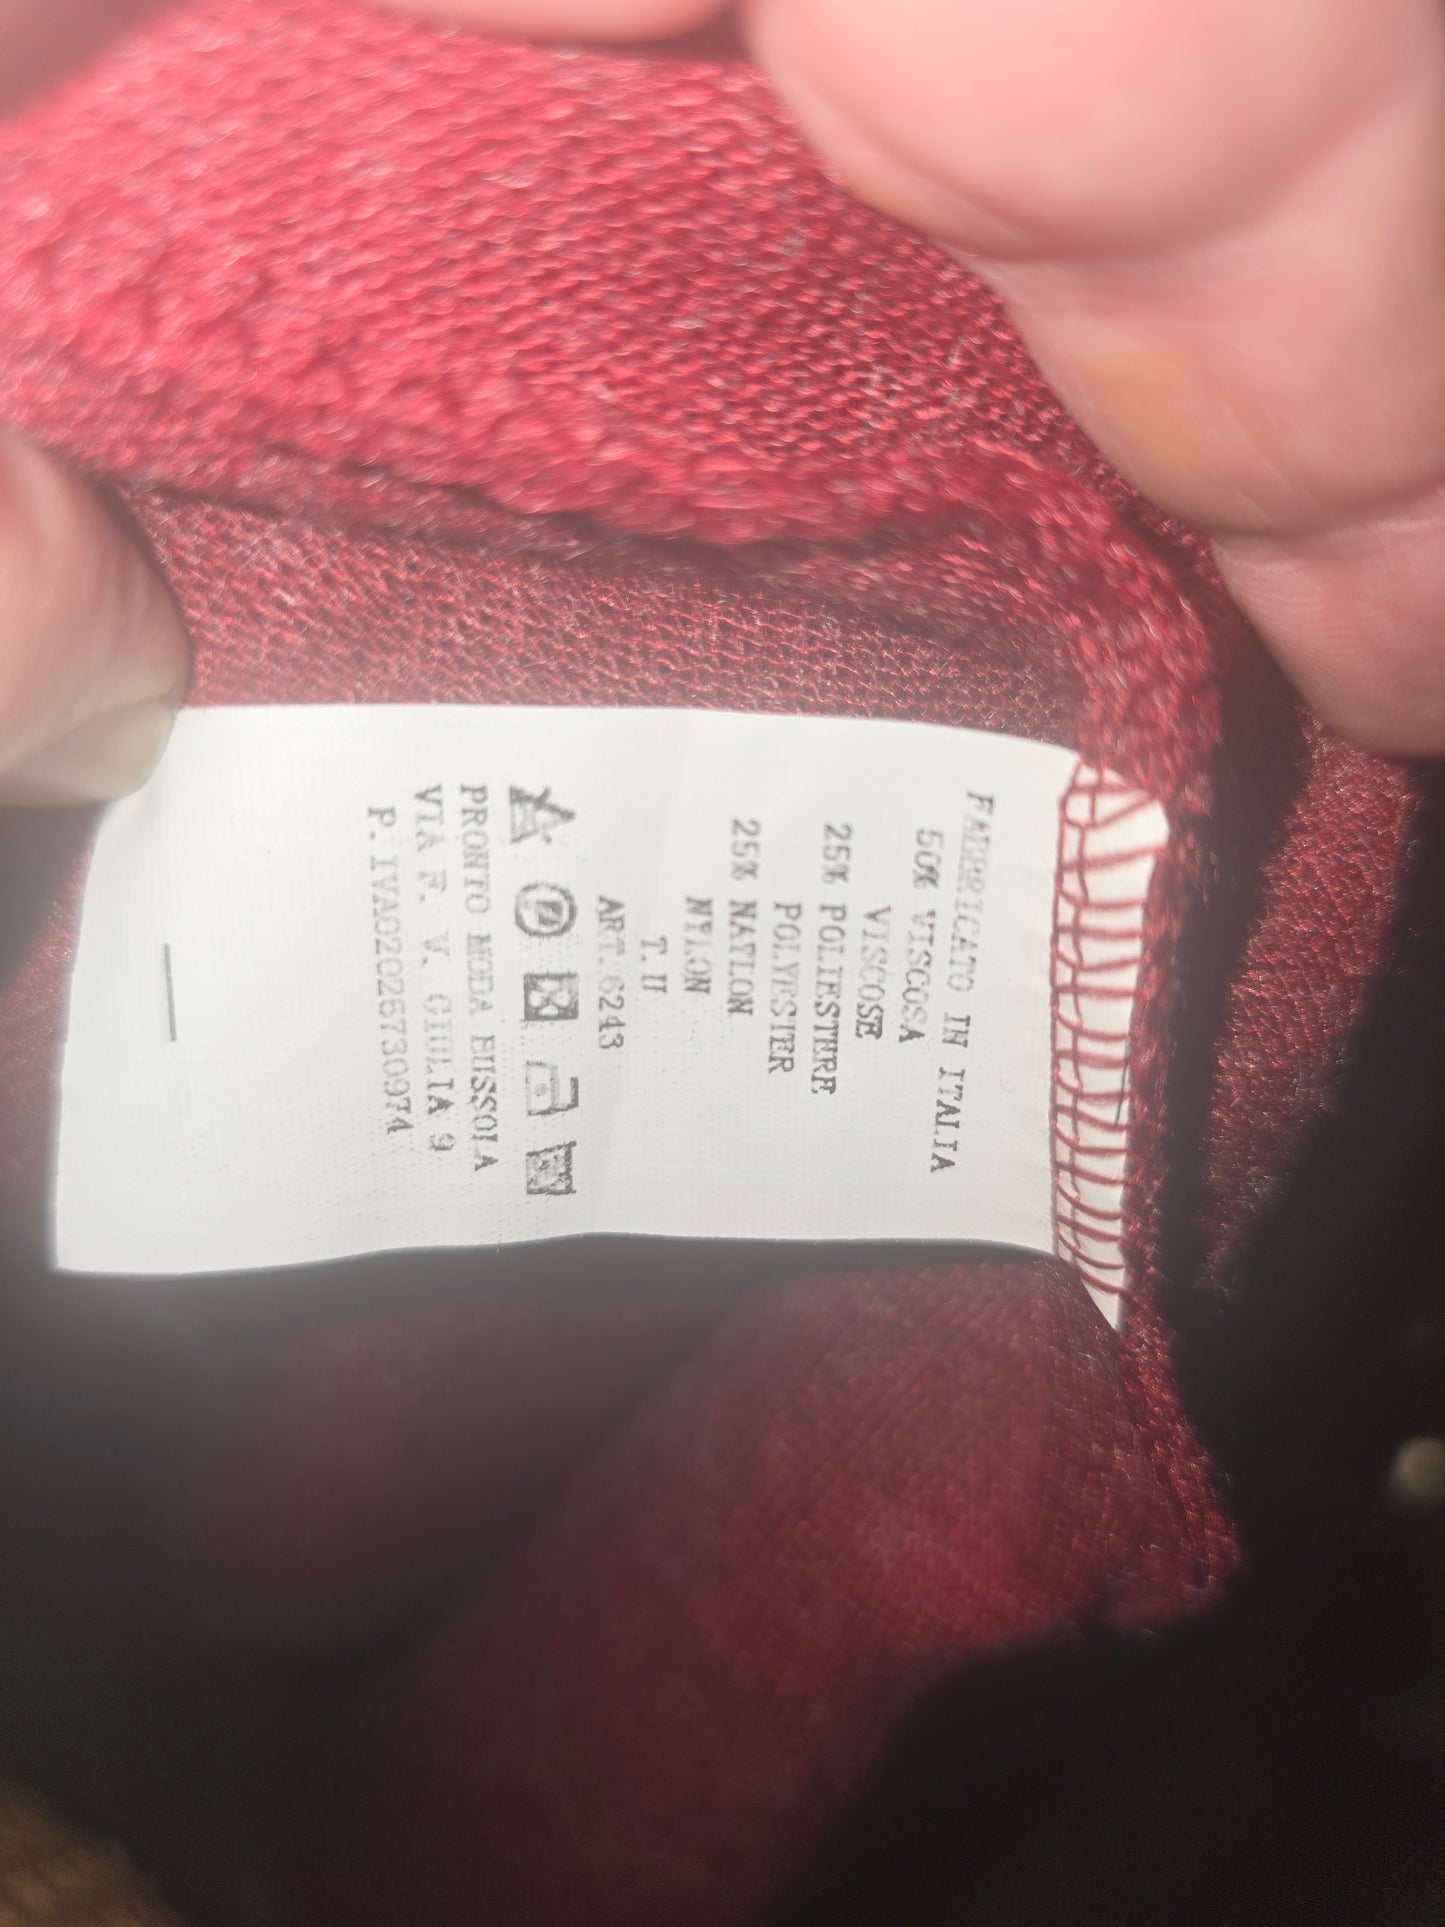 FABBRICATO IN ITALIA
50% VISCOSA
VISCOSE
25% POLIESTERE
POLYESTER
25% NAYLON
NYLON
T.U
ART.6243
P
PRONTO MODA BUSSOLA
VIA F. V. GIULIA 9
P. IVA02026730974